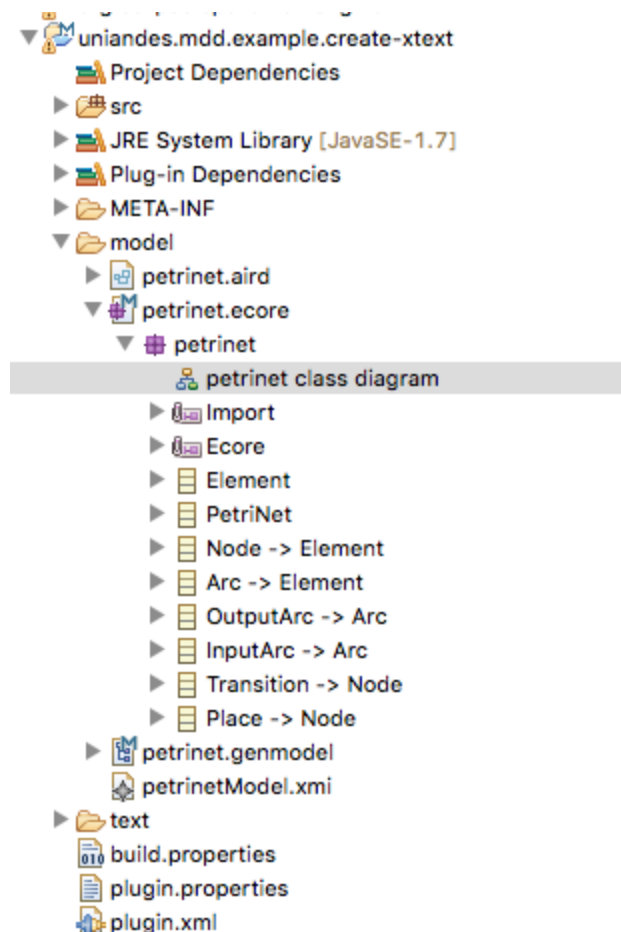 uniandes.mdd.example.create-xtext
Project Dependencies
src
JRE System Library [JavaSE-1.7]
Plug-in Dependencies
META-INF
model
petrinet.aird
petrinet.ecore
petrinet
petrinet class diagram
Import
Ecore
Element
PetriNet
Node -> Element
Arc -> Element
OutputArc -> Arc
InputArc -> Arc
Transition -> Node
Place -> Node
petrinet.genmodel
petrinetModel.xmi
text
build.properties
plugin.properties
plugin.xml